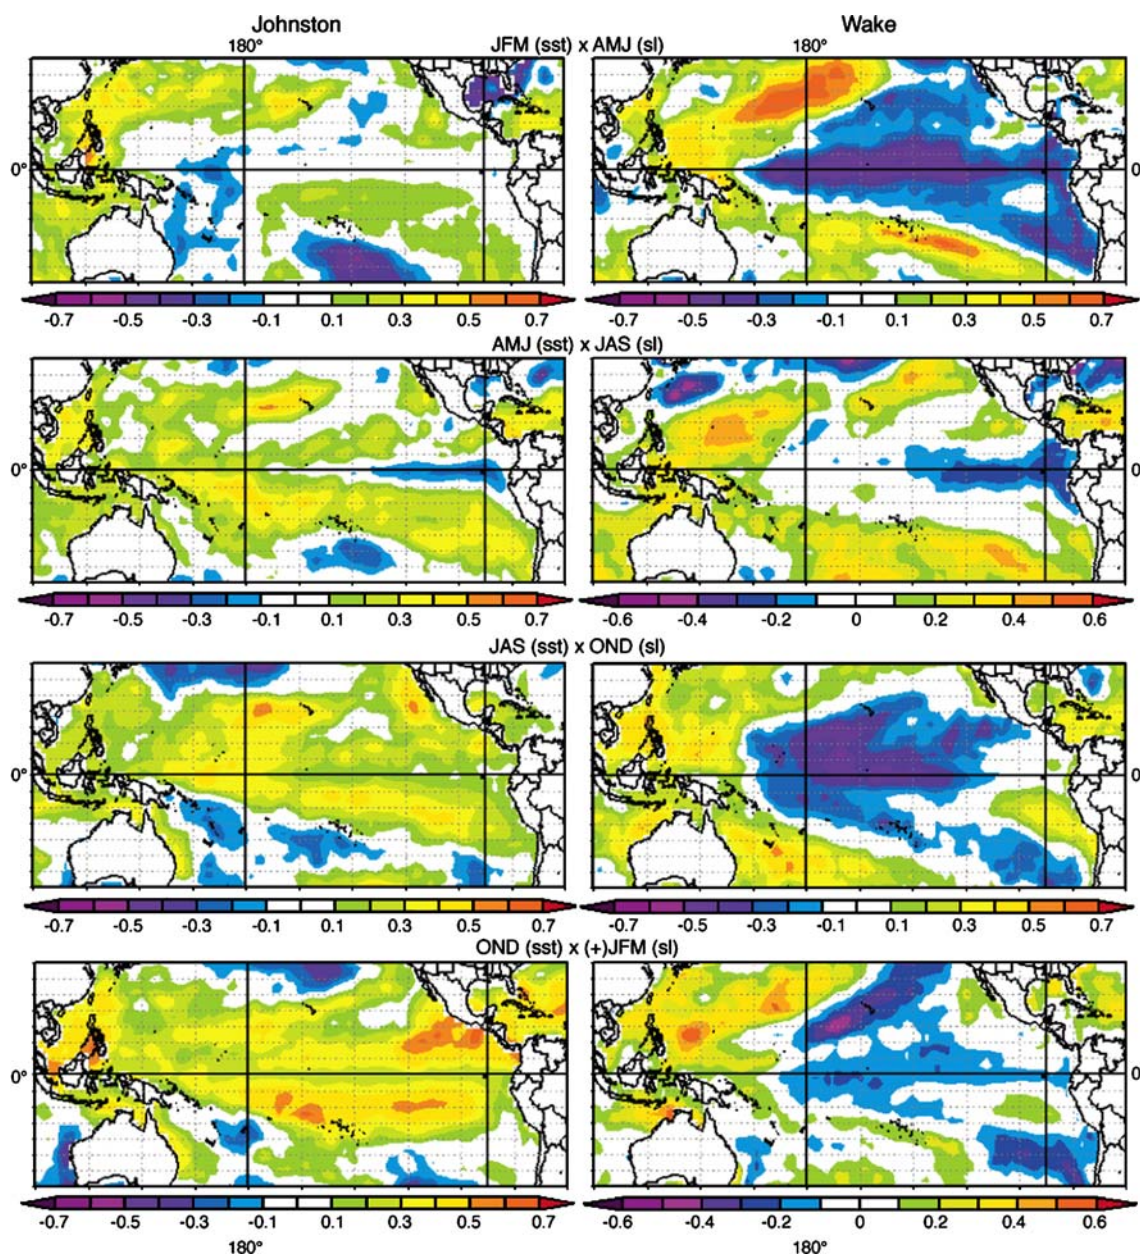 Johnston Wake
180° 180°
JFM (sst) x AMJ (sl)
0° 0
-0.7 -0.5 -0.3 -0.1 0.1 0.3 0.5 0.7 -0.7 -0.5 -0.3 -0.1 0.1 0.3 0.5 0.7
AMJ (sst) x JAS (sl)
0° 0
-0.7 -0.5 -0.3 -0.1 0.1 0.3 0.5 0.7 -0.6 -0.4 -0.2 0 0.2 0.4 0.6
JAS (sst) x OND (sl)
0° 0
-0.7 -0.5 -0.3 -0.1 0.1 0.3 0.5 0.7 -0.7 -0.5 -0.3 -0.1 0.1 0.3 0.5 0.7
OND (sst) x (+)JFM (sl)
0° 0
-0.7 -0.5 -0.3 -0.1 0.1 0.3 0.5 0.7 -0.6 -0.4 -0.2 0 0.2 0.4 0.6
180° 180°